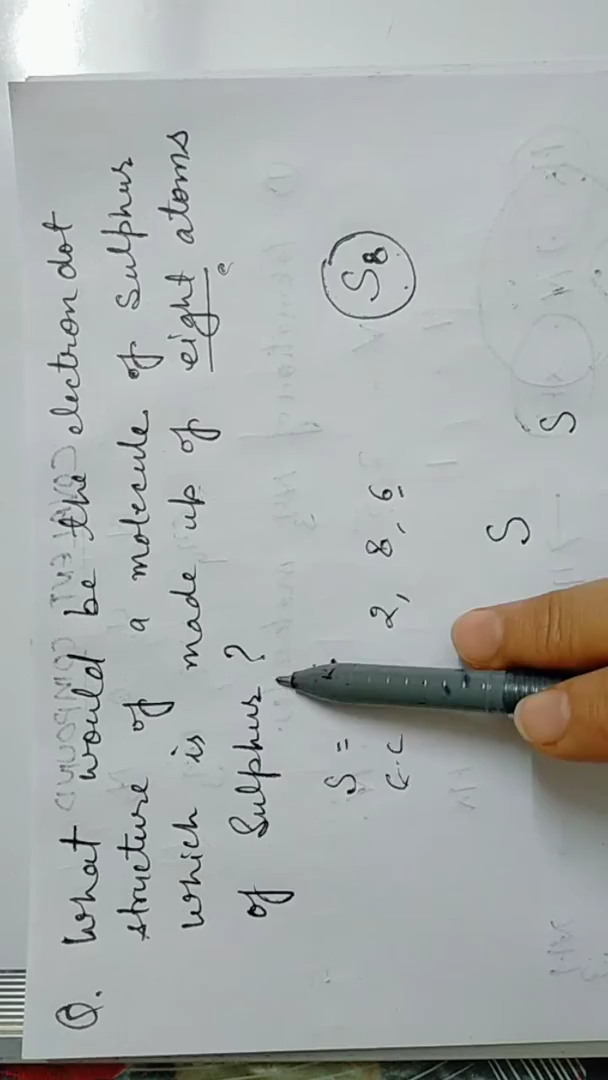 Q. What would be the electron dot
structure of a molecule of Sulphur
which is made up of eight atoms
of Sulphur ?
S = 2, 8, 6 S8
S S